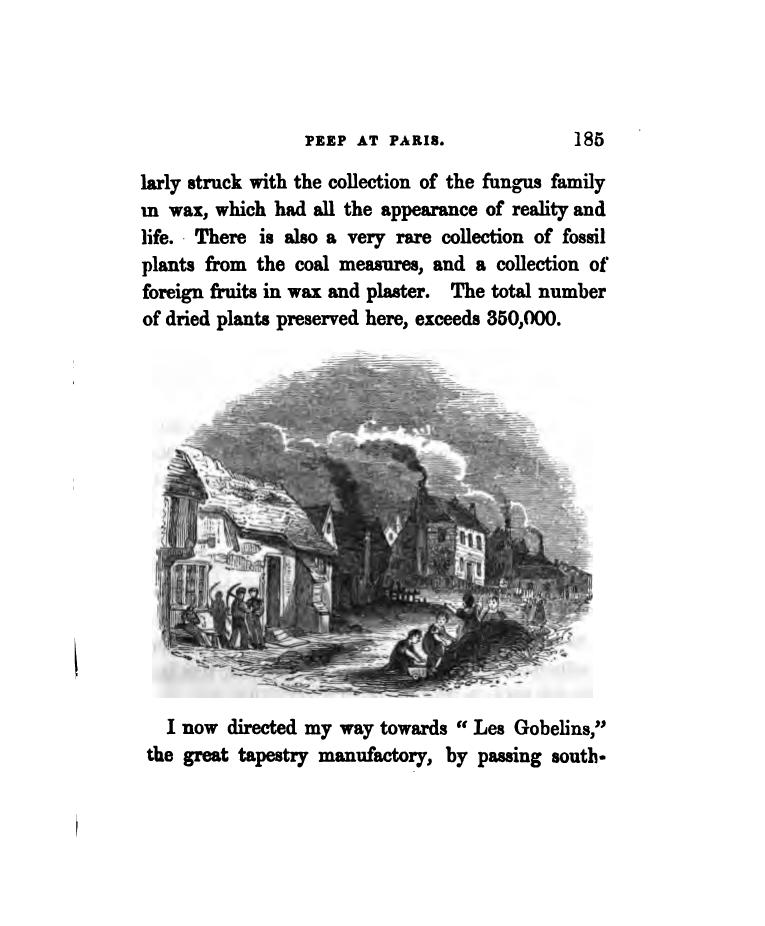 PEEP AT PARIS. 185
larly struck with the collection of the fungus family
in wax, which had all the appearance of reality and
life. There is also a very rare collection of fossil
plants from the coal measures, and a collection of
foreign fruits in wax and plaster. The total number
of dried plants preserved here, exceeds 350,000.
I now directed my way towards “ Les Gobelins,”
the great tapestry manufactory, by passing south-